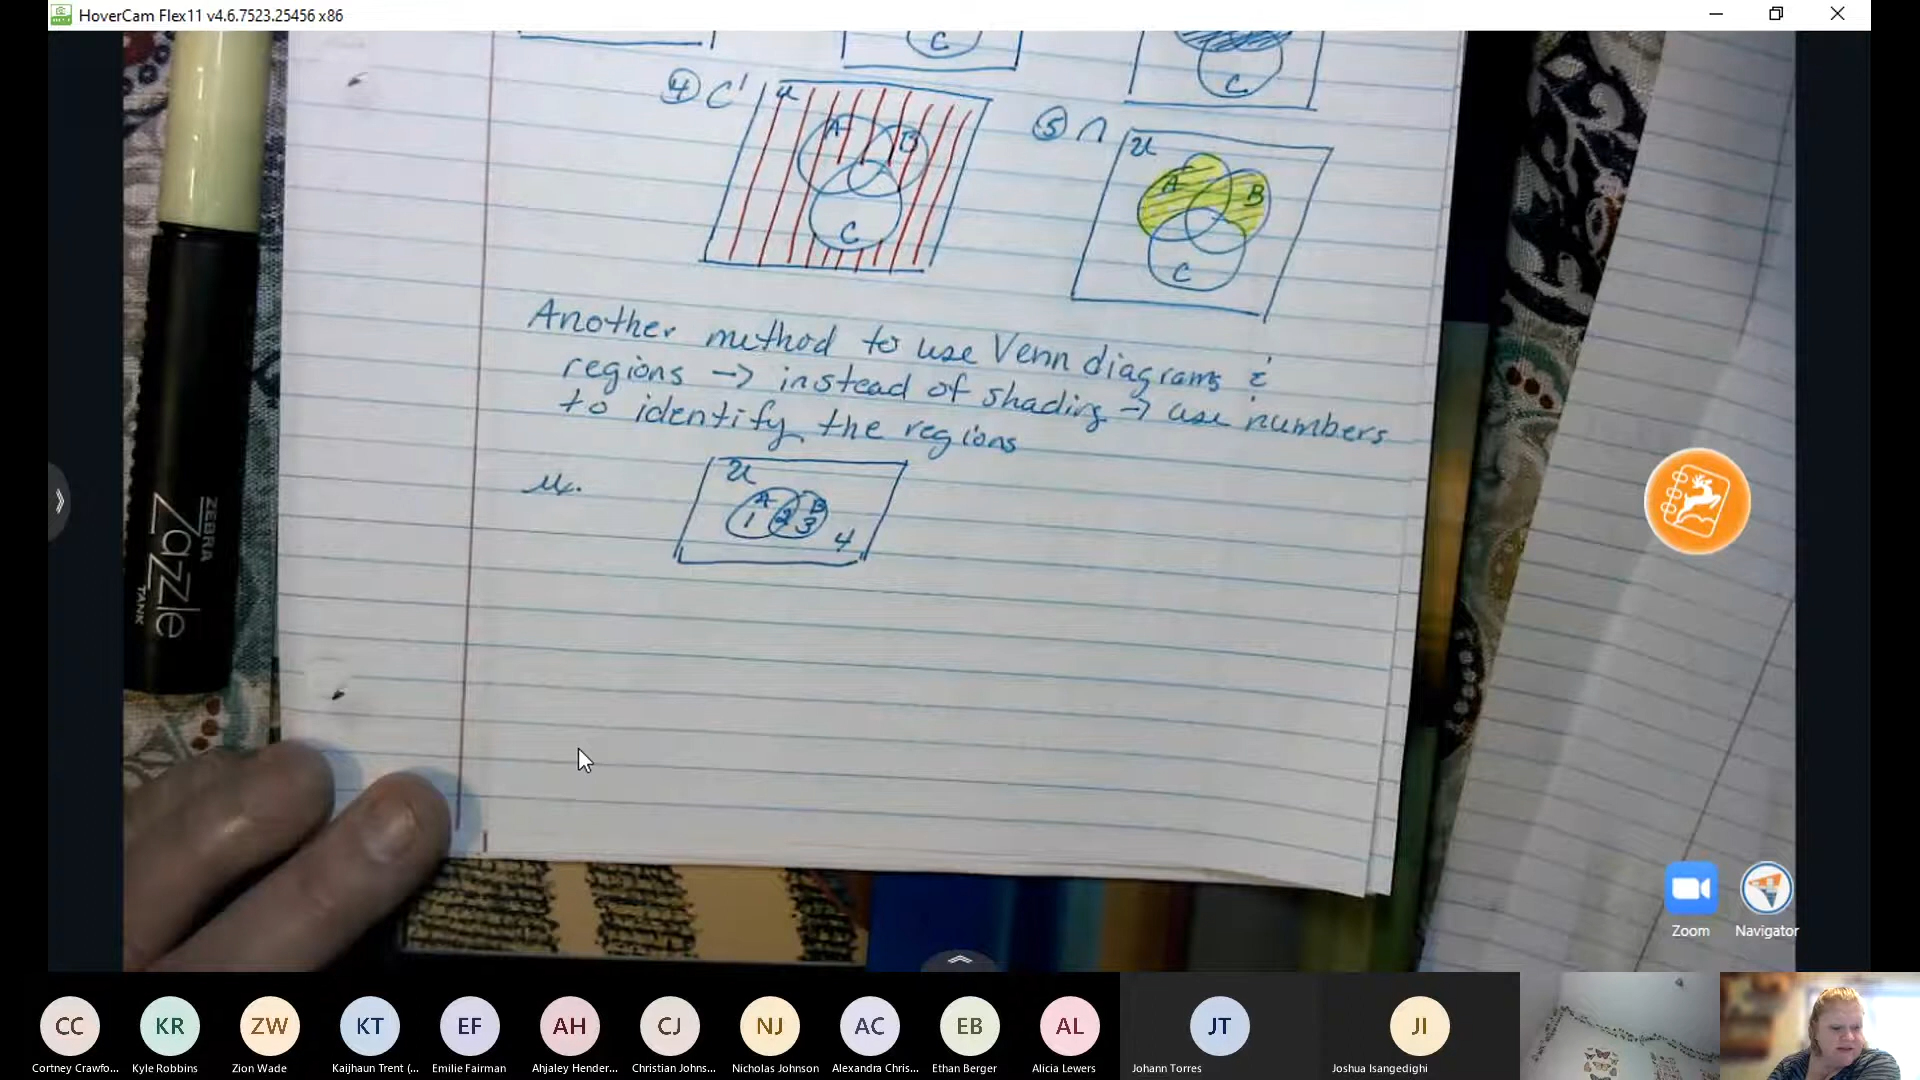 HoverCam Flex11 v4.6.7523.25456 x86
C
C
④ C'
U
A
B
C
⑤ ∩
U
A
B
C
Another method to use Venn diagrams &
regions → instead of shading → use numbers
to identify the regions
ex.
U
A
B
1 2 3
4
ZEBRA
Zazzle
TANK
Zoom
Navigator
CC
KR
ZW
KT
EF
AH
CJ
NJ
AC
EB
AL
JT
JI
Cortney Crawfo...
Kyle Robbins
Zion Wade
Kaijhaun Trent (...
Emilie Fairman
Ahjaley Hender...
Christian Johns...
Nicholas Johnson
Alexandra Chris...
Ethan Berger
Alicia Lewers
Johann Torres
Joshua Isangedighi